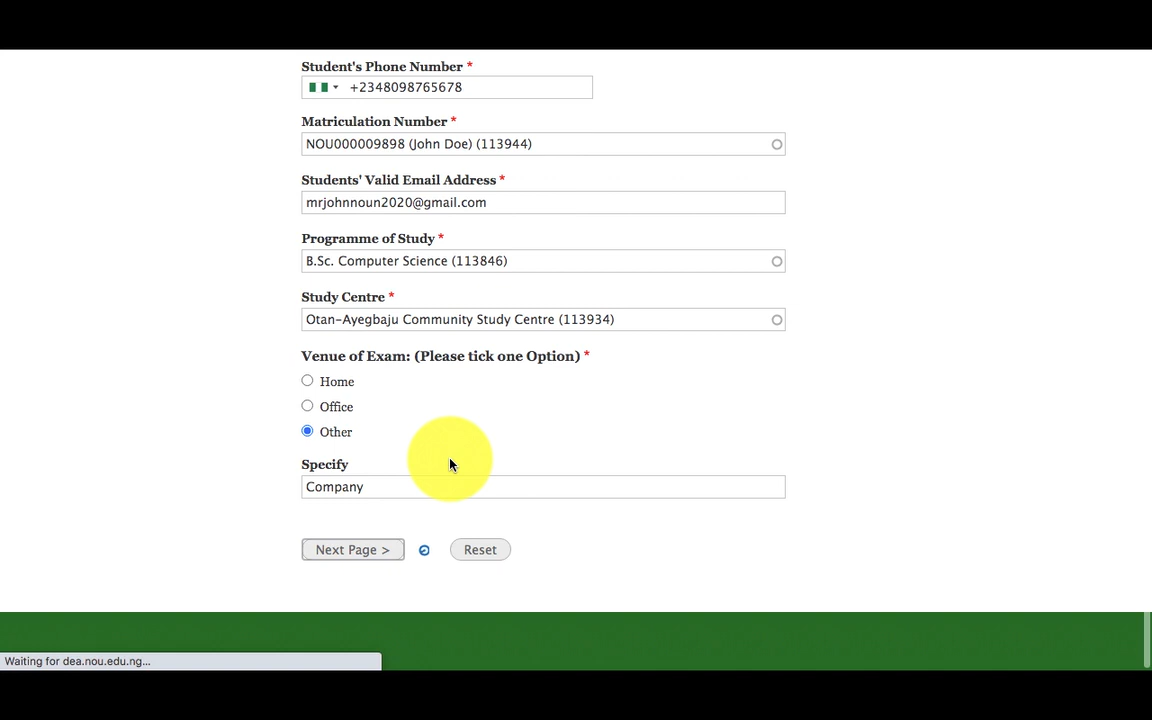 Student's Phone Number *
+2348098765678
Matriculation Number *
NOU000009898 (John Doe) (113944)
Students' Valid Email Address *
mrjohnnoun2020@gmail.com
Programme of Study *
B.Sc. Computer Science (113846)
Study Centre *
Otan-Ayegbaju Community Study Centre (113934)
Venue of Exam: (Please tick one Option) *
Home
Office
Other
Specify
Company
Next Page > Reset
Waiting for dea.nou.edu.ng...